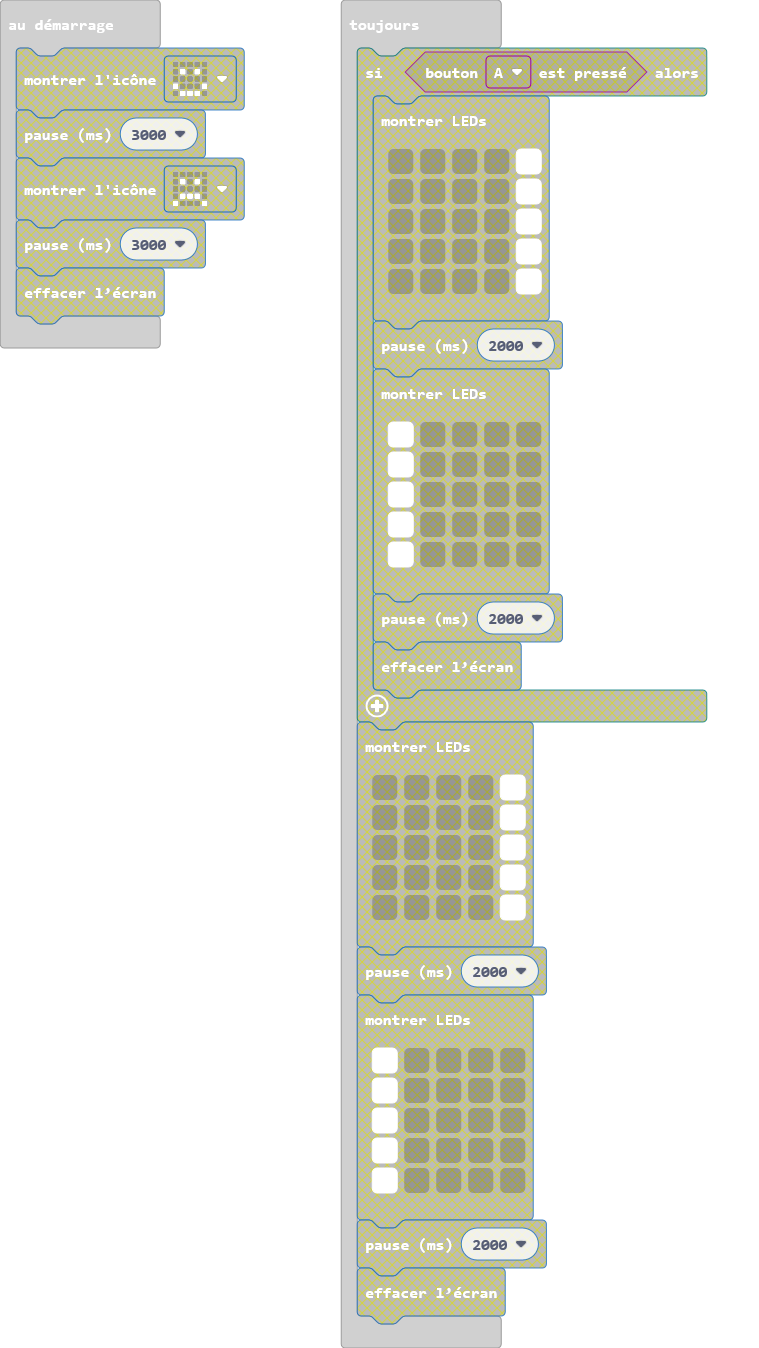 au démarrage
montrer l'icône
pause (ms) 3000
montrer l'icône
pause (ms) 3000
effacer l’écran
toujours
si bouton A est pressé alors
montrer LEDs
pause (ms) 2000
montrer LEDs
pause (ms) 2000
effacer l’écran
montrer LEDs
pause (ms) 2000
montrer LEDs
pause (ms) 2000
effacer l’écran